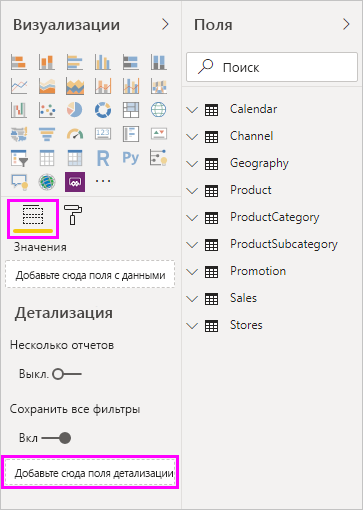 Визуализации
Поля
Поиск
123
R
Py
Значения
Добавьте сюда поля с данными
Детализация
Несколько отчетов
Выкл.
Сохранить все фильтры
Вкл
Добавьте сюда поля детализации
Calendar
Channel
Geography
Product
ProductCategory
ProductSubcategory
Promotion
Sales
Stores